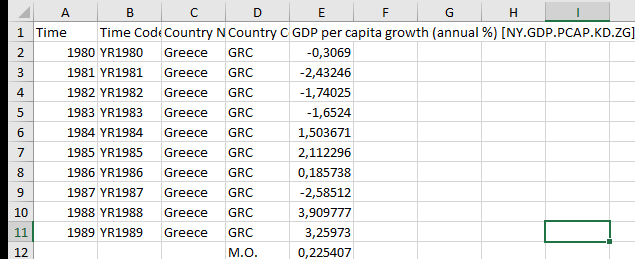 A B C D E F G H I
1 Time Time Code Country N Country C GDP per capita growth (annual %) [NY.GDP.PCAP.KD.ZG]
2 1980 YR1980 Greece GRC -0,3069
3 1981 YR1981 Greece GRC -2,43246
4 1982 YR1982 Greece GRC -1,74025
5 1983 YR1983 Greece GRC -1,6524
6 1984 YR1984 Greece GRC 1,503671
7 1985 YR1985 Greece GRC 2,112296
8 1986 YR1986 Greece GRC 0,185738
9 1987 YR1987 Greece GRC -2,58512
10 1988 YR1988 Greece GRC 3,909777
11 1989 YR1989 Greece GRC 3,25973
12 M.O. 0,225407